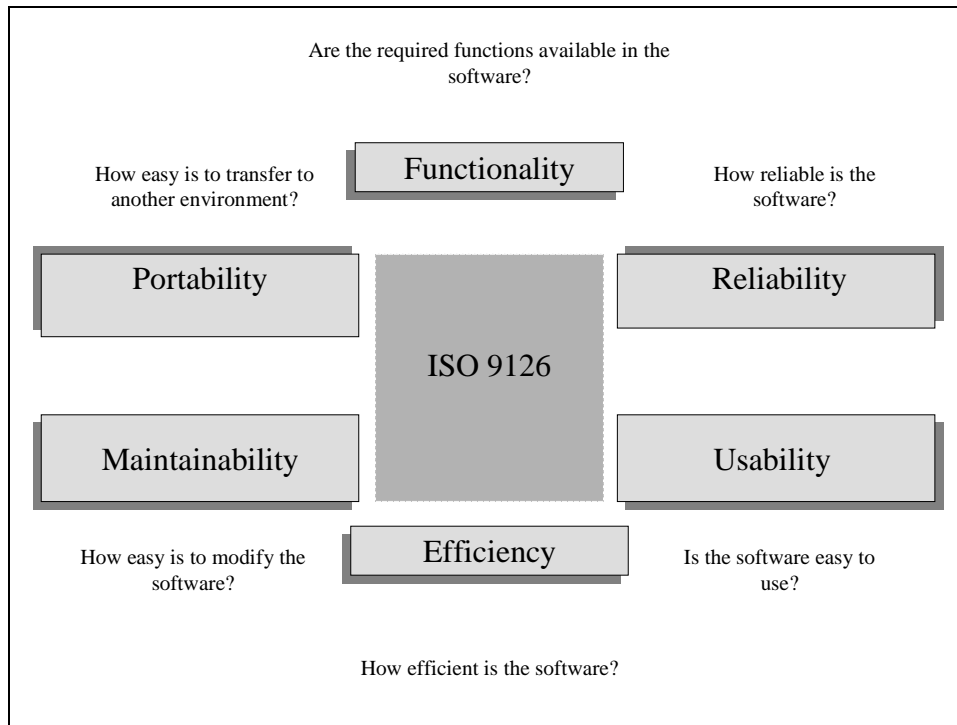 Are the required functions available in the
software?
Functionality
How easy is to transfer to
another environment?
How reliable is the
software?
Portability
Reliability
ISO 9126
Maintainability
Usability
Efficiency
How easy is to modify the
software?
Is the software easy to
use?
How efficient is the software?